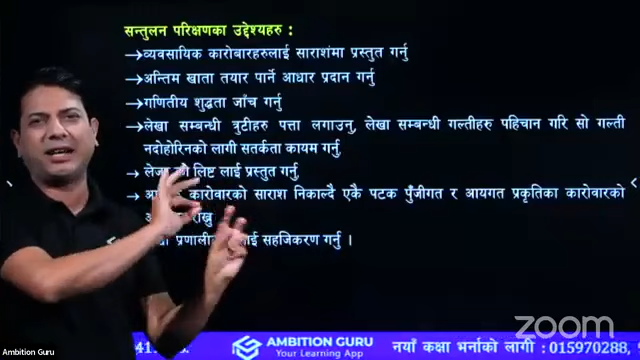 सन्तुलन परिक्षणका उद्देश्यहरु :
→व्यवसायिक कारोबारहरुलाई साराशंमा प्रस्तुत गर्नु
→अन्तिम खाता तयार पार्ने आधार प्रदान गर्नु
→गणितीय शुद्धता जाँच गर्नु
→लेखा सम्बन्धी त्रुटीहरु पत्ता लगाउनु, लेखा सम्बन्धी गल्तीहरु पहिचान गरि सो गल्ती
नदोहोरिनको लागी सतर्कता कायम गर्नु
→ लेजर को लिष्ट लाई प्रस्तुत गर्नु
→ कारोवारको साराश निकाल्दै एकै पटक पुँजीगत र आयगत प्रकृतिका कारोवारको
राख्नु
लाई सहजिकरण गर्नु ।
zoom
Ambition Guru
AMBITION GURU
Your Learning App
नयाँ कक्षा भर्नाको लागी : 015970288,